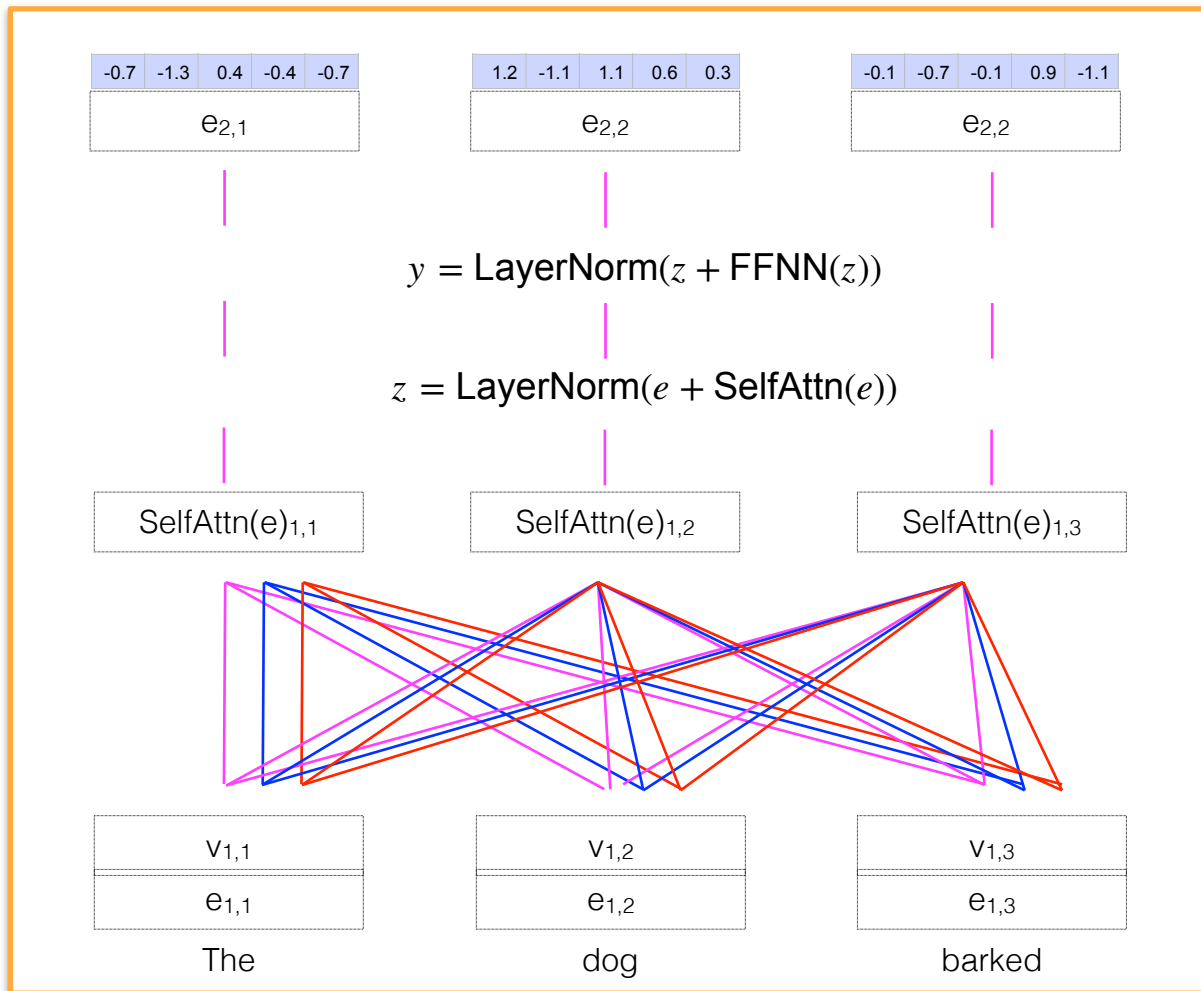 -0.7 -1.3 0.4 -0.4 -0.7 1.2 -1.1 1.1 0.6 0.3 -0.1 -0.7 -0.1 0.9 -1.1
e2,1 e2,2 e2,2
y = LayerNorm(z + FFNN(z))
z = LayerNorm(e + SelfAttn(e))
SelfAttn(e)1,1 SelfAttn(e)1,2 SelfAttn(e)1,3
v1,1 v1,2 v1,3
e1,1 e1,2 e1,3
The dog barked